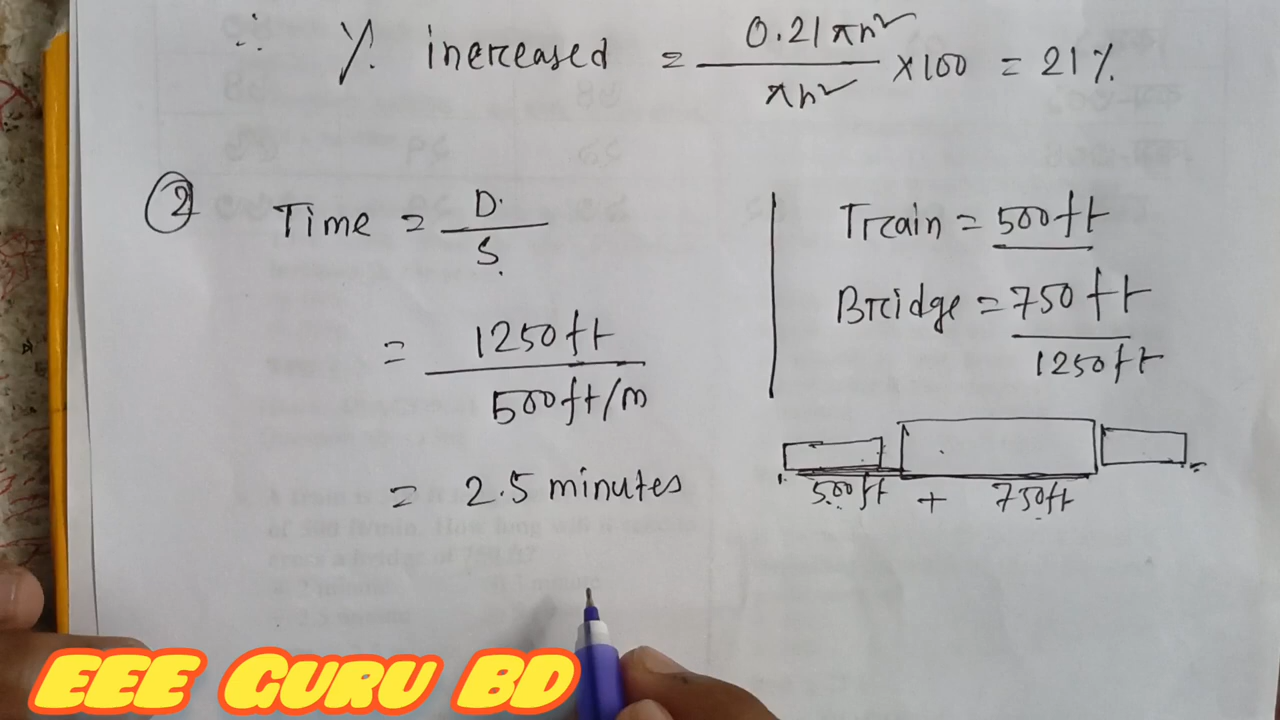 ∴ % increased = 0.21πr² / πr² × 100 = 21%
② Time = D. / S.
= 1250 ft / 500 ft/m
= 2.5 minutes
Train = 500 ft
Bridge = 750 ft
1250 ft
500 ft + 750 ft
EEE GURU BD